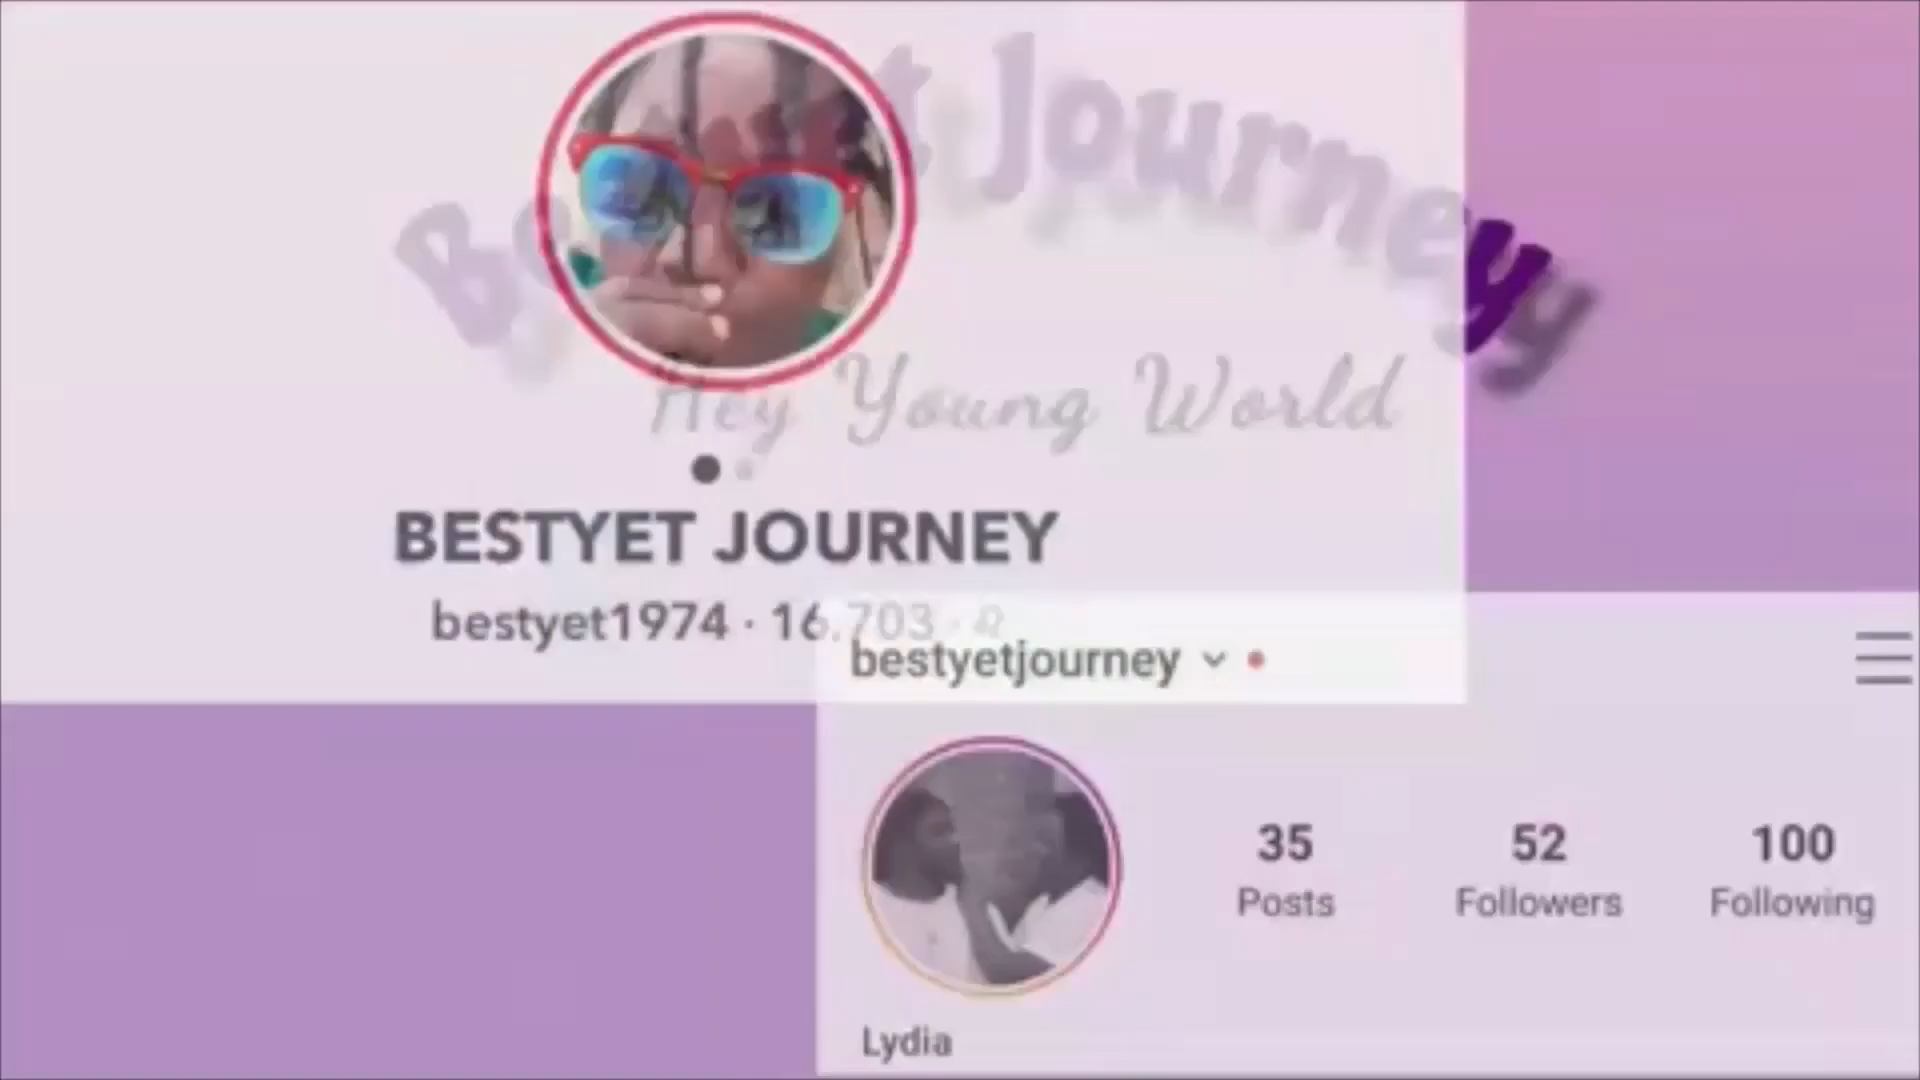 BestYet Journey
Hey Young World
BESTYET JOURNEY
bestyet1974 · 16,703
bestyetjourney
35 52 100
Posts Followers Following
Lydia